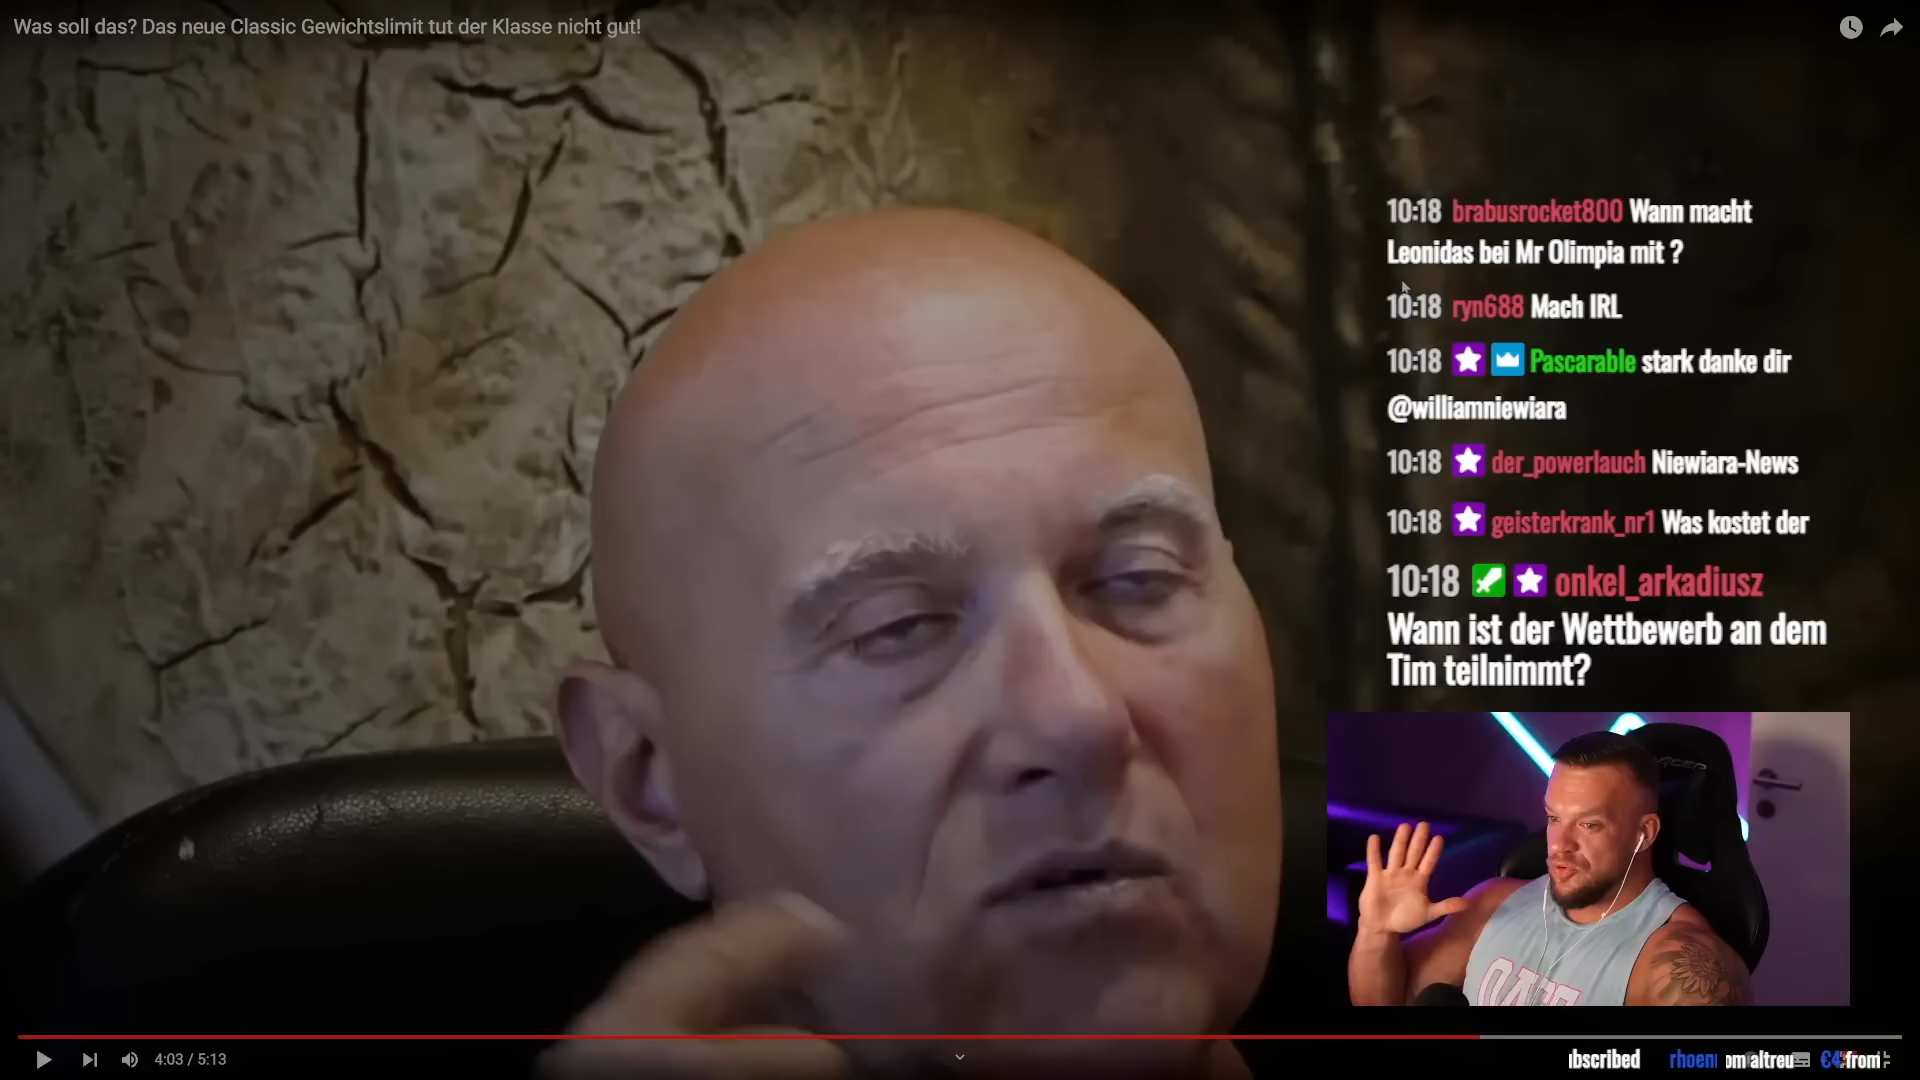 Was soll das? Das neue Classic Gewichtslimit tut der Klasse nicht gut!
10:18 brabusrocket800 Wann macht
Leonidas bei Mr Olimpia mit ?
10:18 ryn688 Mach IRL
10:18 Pascarable stark danke dir
@williamniewiara
10:18 der_powerlauch Niewiara-News
10:18 geisterkrank_nr1 Was kostet der
10:18 onkel_arkadiusz
Wann ist der Wettbewerb an dem
Tim teilnimmt?
4:03 / 5:13
from